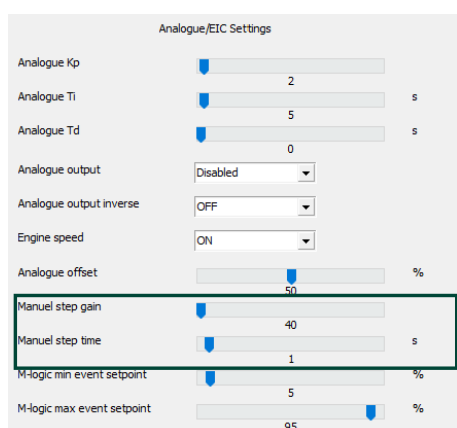 Analogue/EIC Settings
Analogue Kp
2
Analogue Ti s
5
Analogue Td s
0
Analogue output Disabled
Analogue output inverse OFF
Engine speed ON
Analogue offset %
50
Manuel step gain
40
Manuel step time s
1
M-logic min event setpoint %
5
M-logic max event setpoint %
95